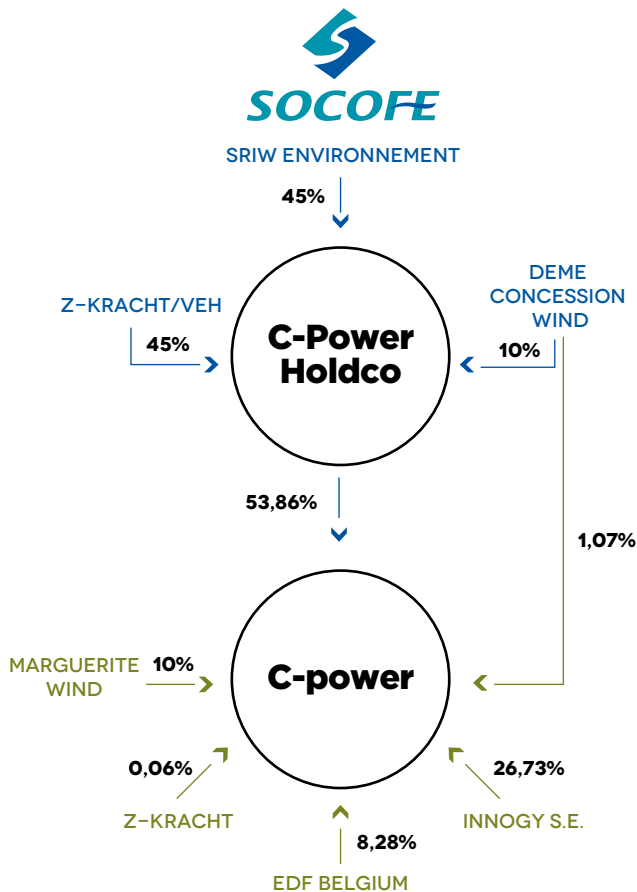 SOCOFE
SRIW ENVIRONNEMENT
45%
DEME
CONCESSION
WIND
Z-KRACHT/VEH
45%
C-Power
Holdco
10%
53,86%
1,07%
MARGUERITE
WIND
10%
C-power
0,06%
26,73%
Z-KRACHT
INNOGY S.E.
8,28%
EDF BELGIUM